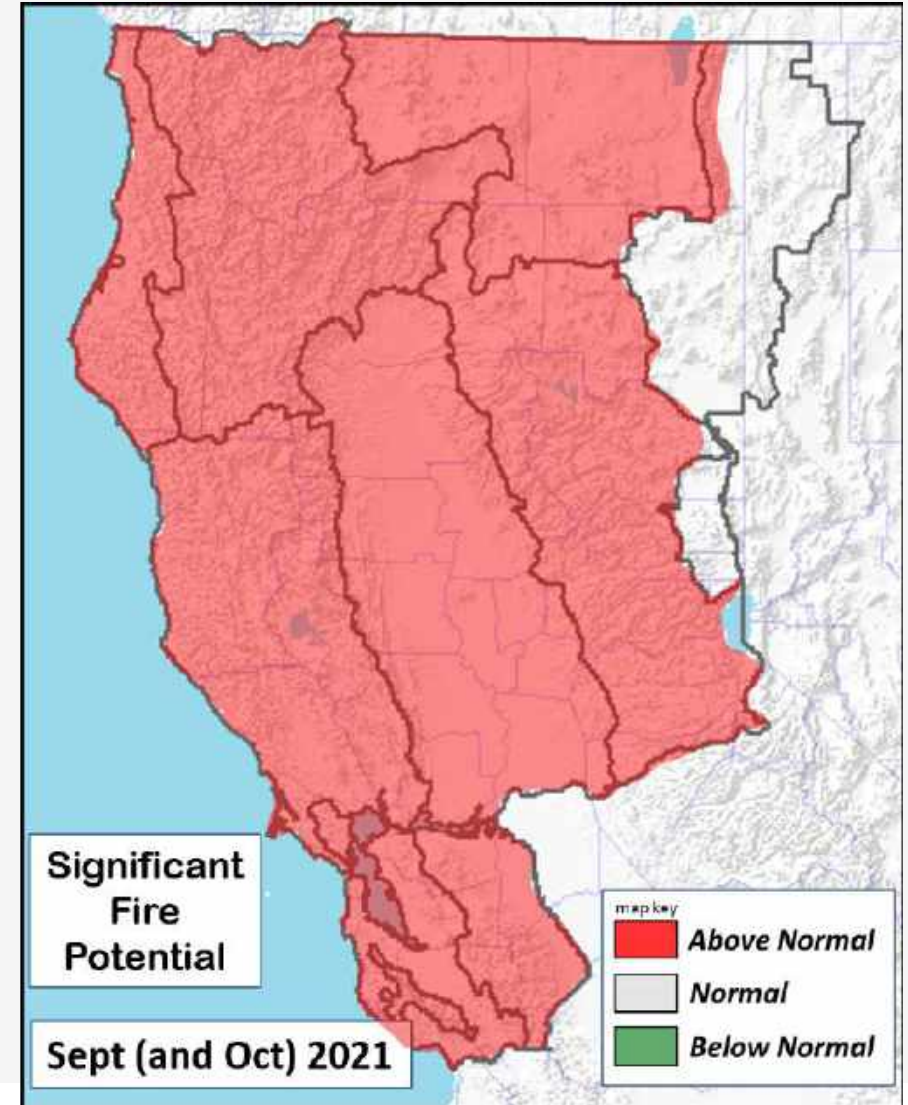 Significant
Fire
Potential
Sept (and Oct) 2021
map key
Above Normal
Normal
Below Normal